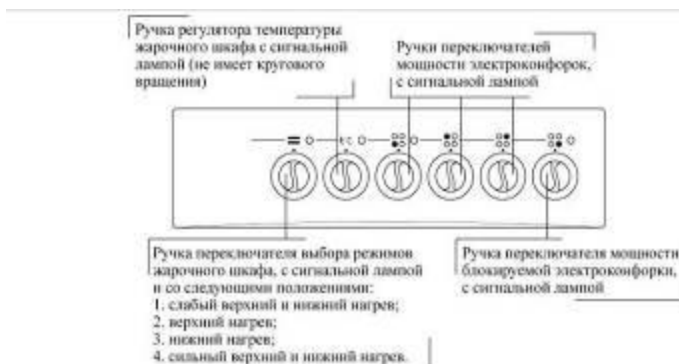 Ручка регулятора температуры
жарочного шкафа с сигнальной
лампой (не имеет кругового
вращения)
Ручки переключателей
мощности электроконфорок,
с сигнальной лампой
t°C
Ручка переключателя выбора режимов
жарочного шкафа, с сигнальной лампой
и со следующими положениями:
1. слабый верхний и нижний нагрев;
2. верхний нагрев;
3. нижний нагрев;
4. сильный верхний и нижний нагрев.
Ручка переключателя мощности
блокируемой электроконфорки,
с сигнальной лампой